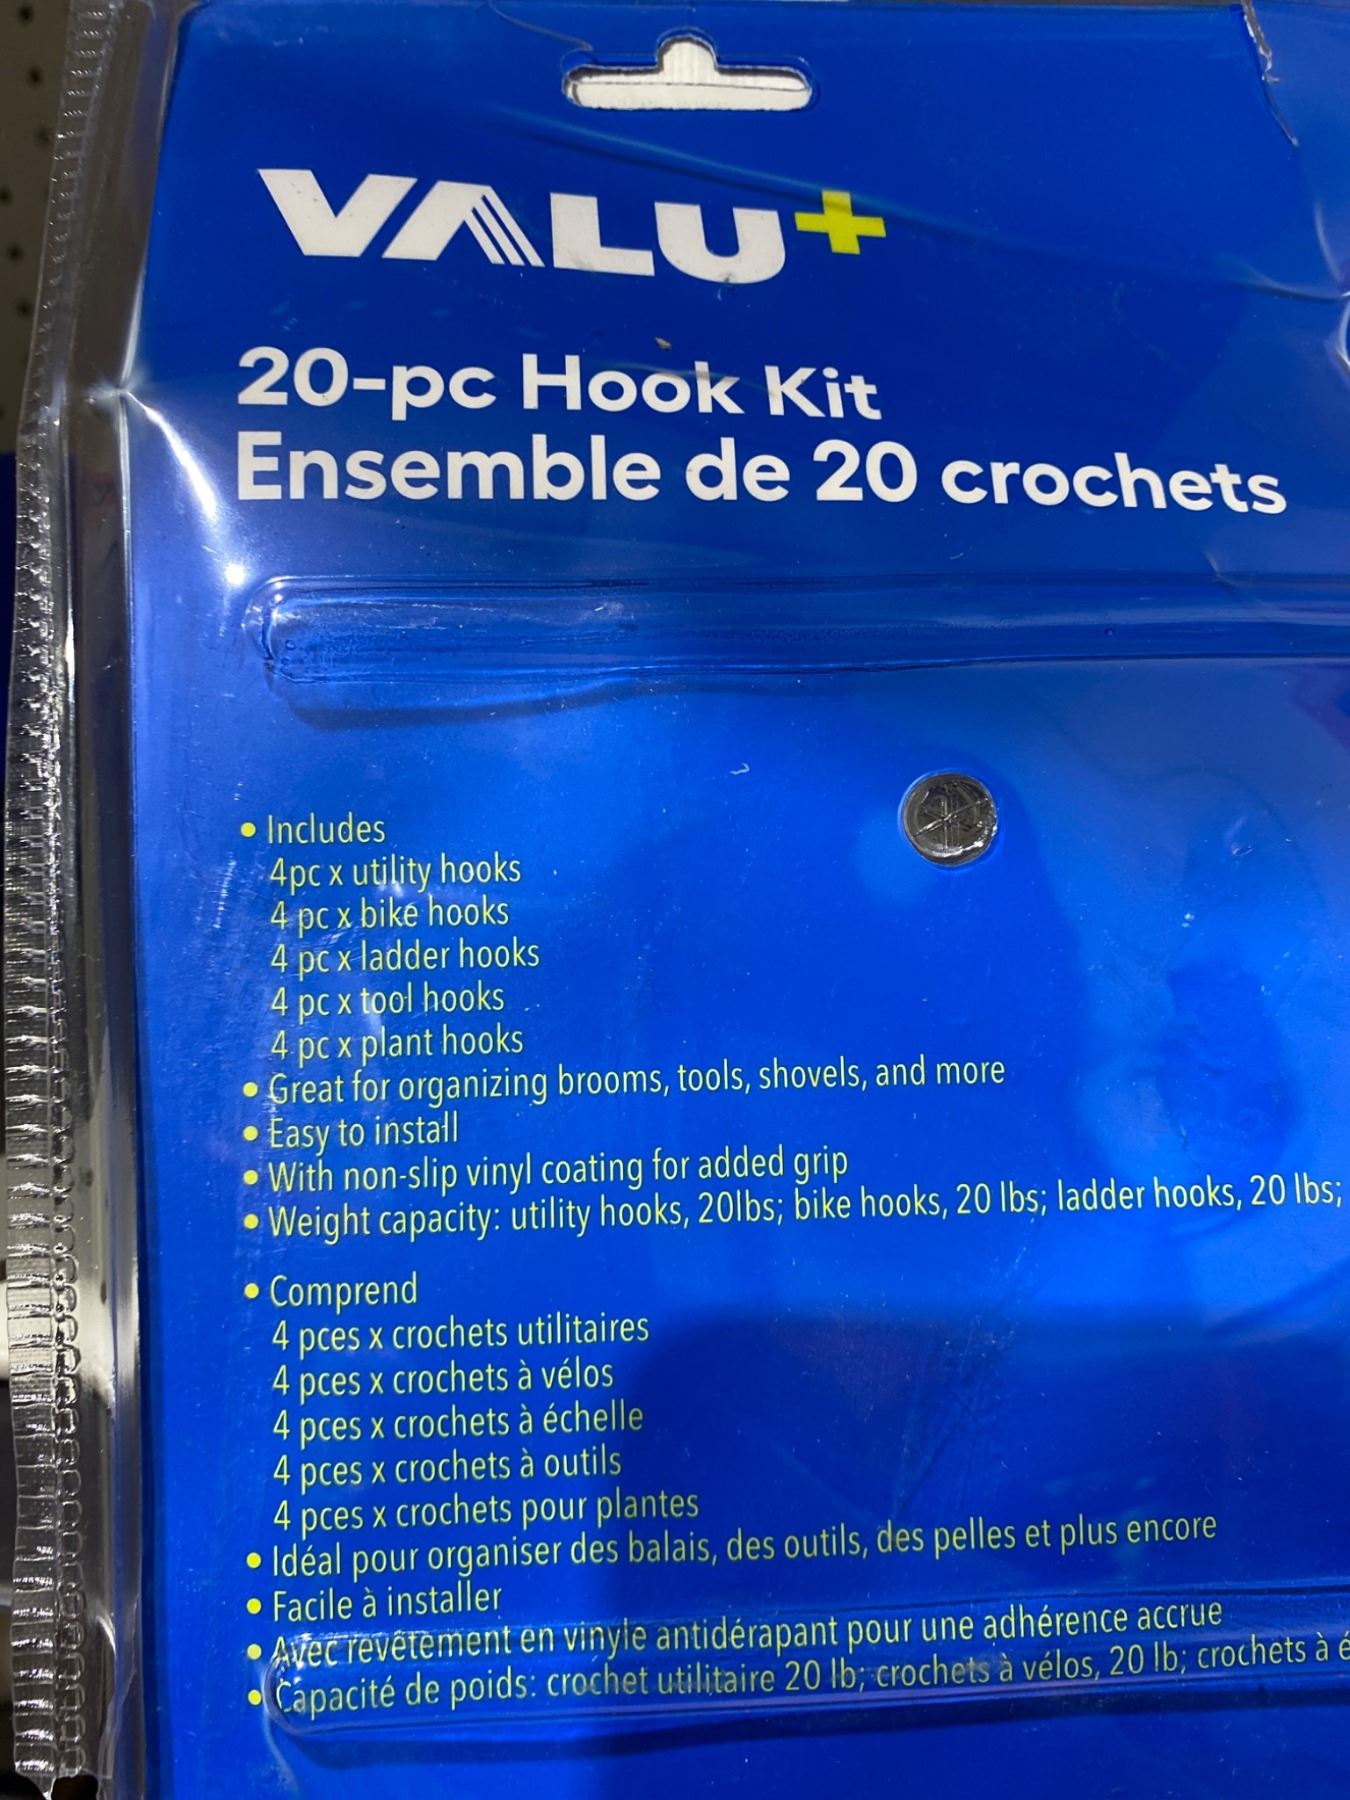 VALU+
20-pc Hook Kit
Ensemble de 20 crochets
• Includes
4pc x utility hooks
4 pc x bike hooks
4 pc x ladder hooks
4 pc x tool hooks
4 pc x plant hooks
• Great for organizing brooms, tools, shovels, and more
• Easy to install
• With non-slip vinyl coating for added grip
• Weight capacity: utility hooks, 20lbs; bike hooks, 20 lbs; ladder hooks, 20 lbs;
• Comprend
4 pces x crochets utilitaires
4 pces x crochets à vélos
4 pces x crochets à échelle
4 pces x crochets à outils
4 pces x crochets pour plantes
• Idéal pour organiser des balais, des outils, des pelles et plus encore
• Facile à installer
• Avec revêtement en vinyle antidérapant pour une adhérence accrue
• Capacité de poids: crochet utilitaire 20 lb; crochets à vélos, 20 lb; crochets à é